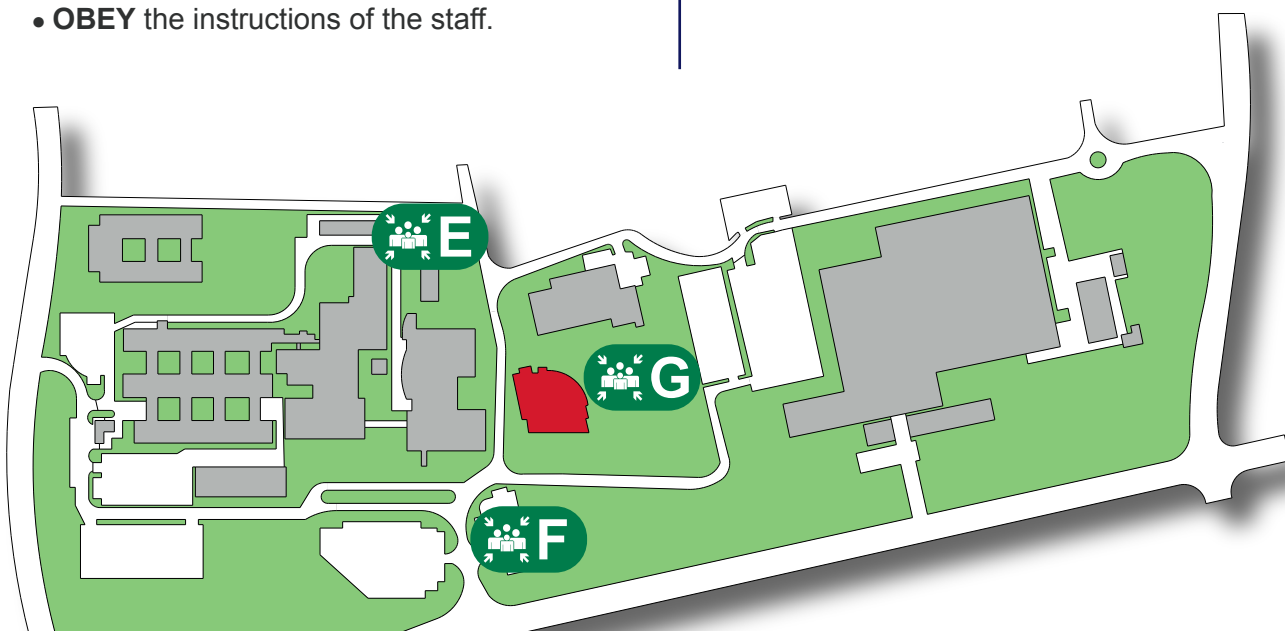 • OBEY the instructions of the staff.
E
G
F